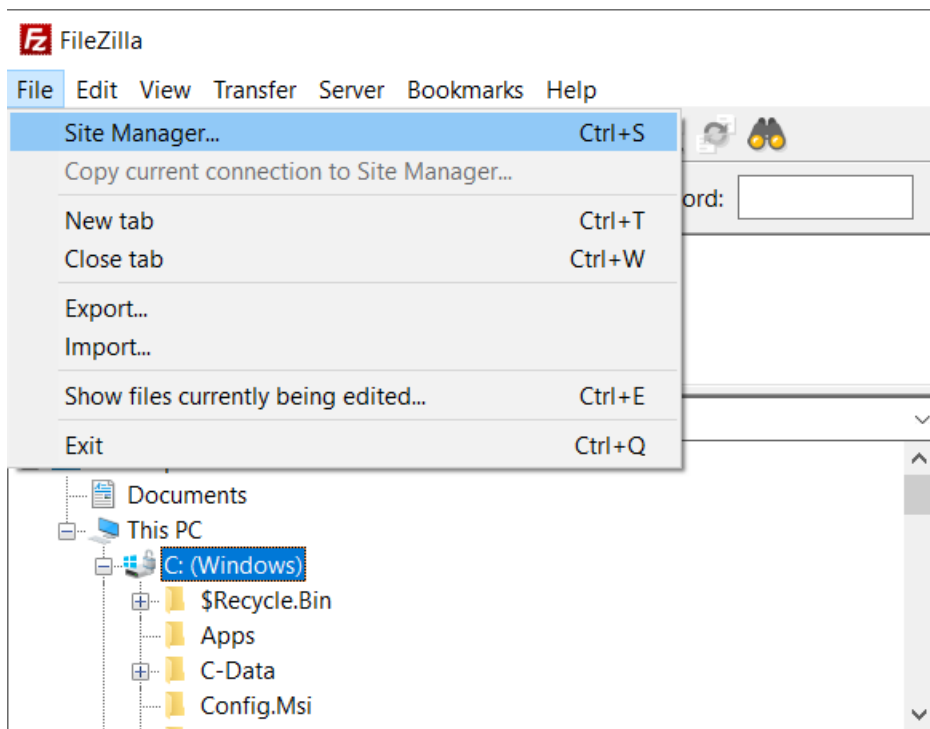 FileZilla
File Edit View Transfer Server Bookmarks Help
Site Manager... Ctrl+S
Copy current connection to Site Manager...
ord:
New tab Ctrl+T
Close tab Ctrl+W
Export...
Import...
Show files currently being edited... Ctrl+E
Exit Ctrl+Q
Documents
This PC
C: (Windows)
$Recycle.Bin
Apps
C-Data
Config.Msi